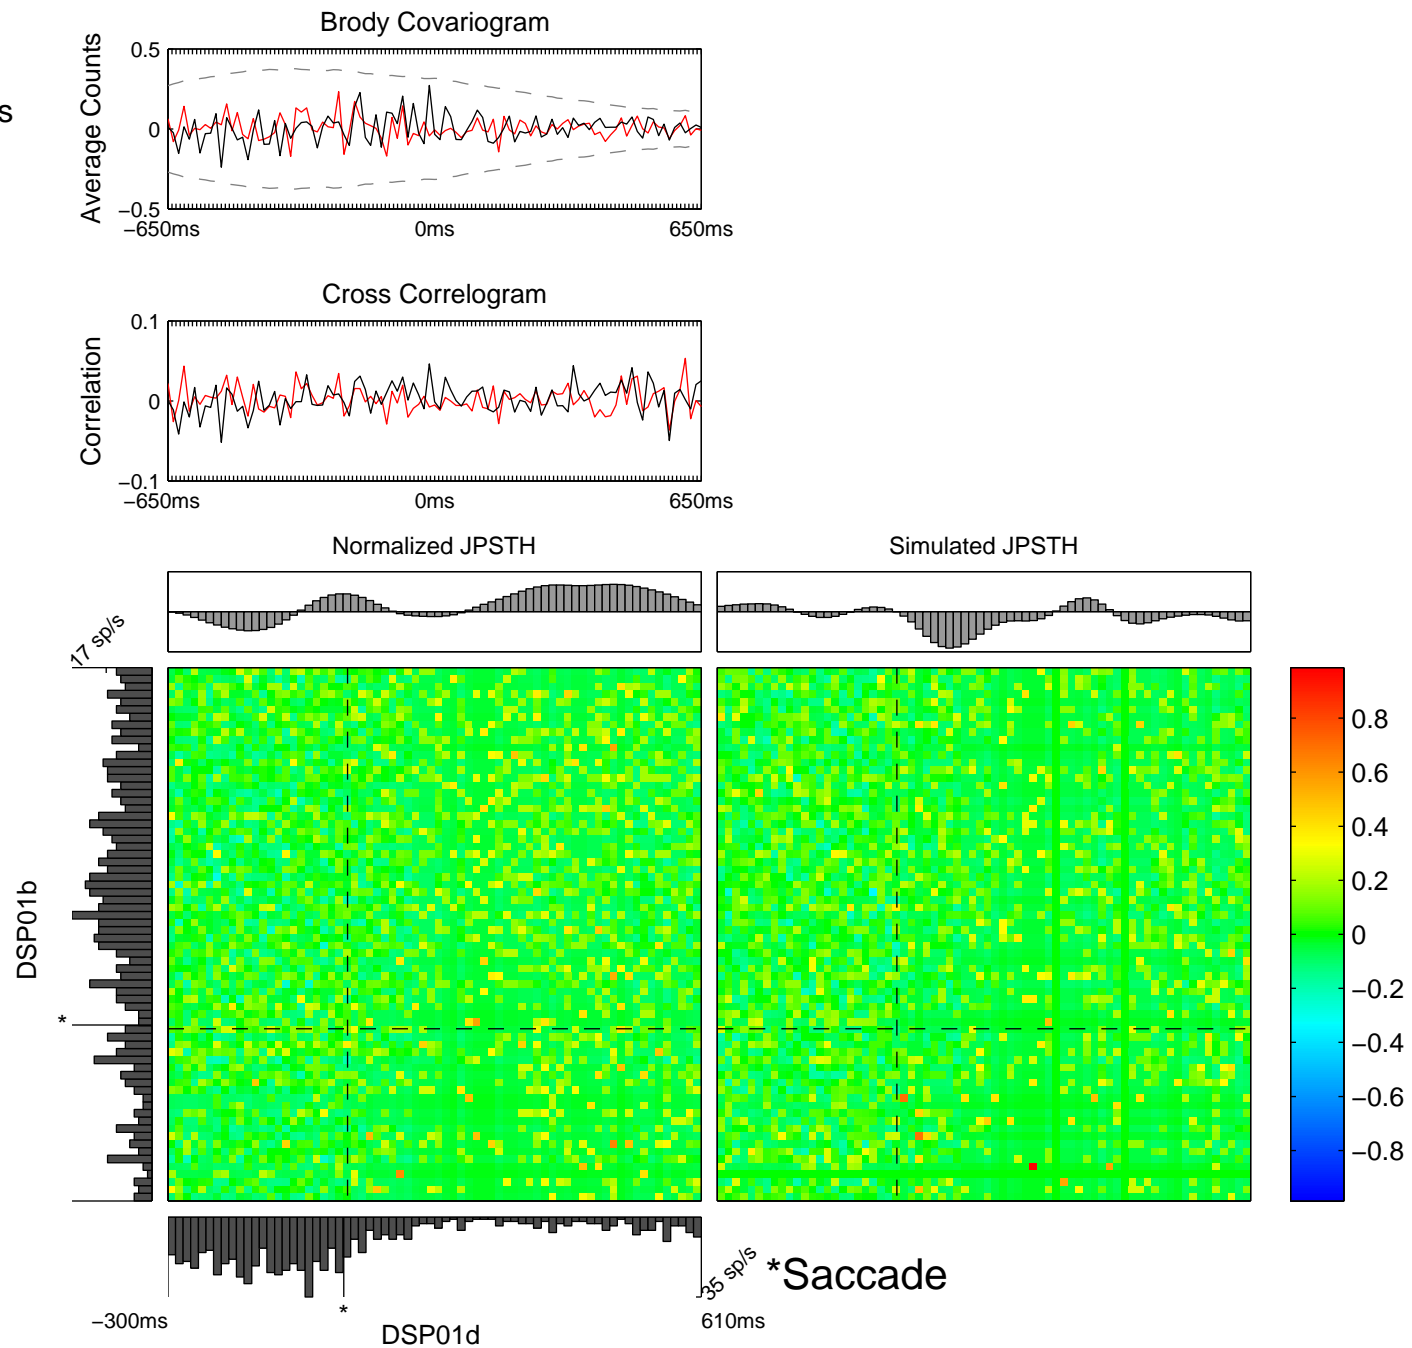 Brody Covariogram
s
Average Counts
0.5
0
−0.5
−650ms 0ms 650ms
Cross Correlogram
Correlation
0.1
0
−0.1
−650ms 0ms 650ms
Normalized JPSTH Simulated JPSTH
17 sp/s
DSP01b
*
0.8
0.6
0.4
0.2
0
−0.2
−0.4
−0.6
−0.8
35 sp/s
*Saccade
*
−300ms 610ms
DSP01d